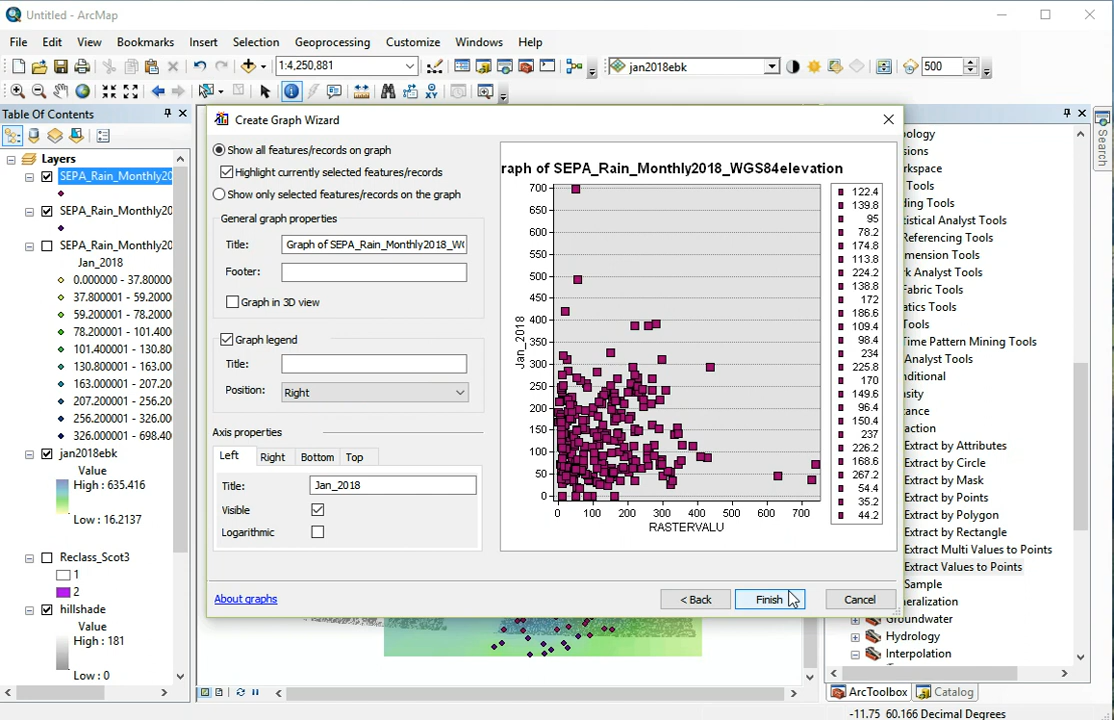 Untitled - ArcMap
File Edit View Bookmarks Insert Selection Geoprocessing Customize Windows Help
1:4,250,881
jan2018ebk
500
Table Of Contents
Layers
SEPA_Rain_Monthly20
SEPA_Rain_Monthly20
SEPA_Rain_Monthly20
Jan_2018
0.000000 - 37.80000
37.800001 - 59.2000
59.200001 - 78.2000
78.200001 - 101.400
101.400001 - 130.80
130.800001 - 163.00
163.000001 - 207.20
207.200001 - 256.20
256.200001 - 326.00
326.000001 - 698.40
jan2018ebk
Value
High : 635.416
Low : 16.2137
Reclass_Scot3
1
2
hillshade
Value
High : 181
Low : 0
Create Graph Wizard
Show all features/records on graph
Highlight currently selected features/records
Show only selected features/records on the graph
General graph properties
Title: Graph of SEPA_Rain_Monthly2018_W
Footer:
Graph in 3D view
Graph legend
Title:
Position: Right
Axis properties
Left Right Bottom Top
Title: Jan_2018
Visible
Logarithmic
About graphs
< Back Finish Cancel
raph of SEPA_Rain_Monthly2018_WGS84elevation
700
650
600
550
500
450
400
350
300
250
200
150
100
50
0
Jan_2018
0 100 200 300 400 500 600 700
RASTERVALU
122.4
139.8
95
78.2
174.8
113.8
224.2
138.8
172
186.6
109.4
98.4
234
225.8
170
149.6
96.4
150.4
237
226.2
168.6
267.2
54.4
35.2
44.2
Search
ology
sions
kspace
Tools
ding Tools
tistical Analyst Tools
Referencing Tools
mension Tools
rk Analyst Tools
Fabric Tools
atics Tools
Tools
Time Pattern Mining Tools
Analyst Tools
nditional
sity
tance
action
Extract by Attributes
Extract by Circle
Extract by Mask
Extract by Points
Extract by Polygon
Extract by Rectangle
Extract Multi Values to Points
Extract Values to Points
Sample
neralization
Groundwater
Hydrology
Interpolation
ArcToolbox Catalog
-11.75 60.166 Decimal Degrees